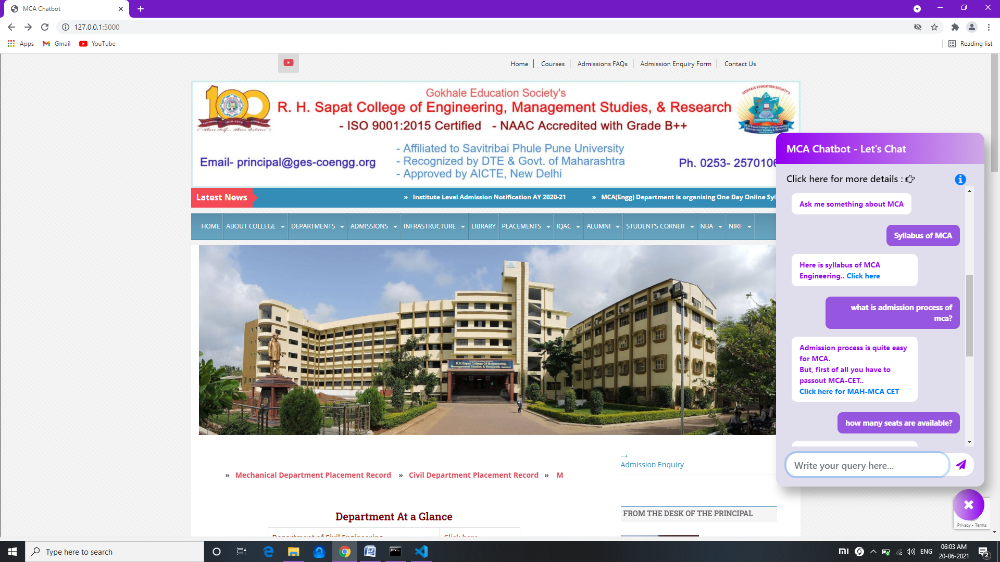 MCA Chatbot
127.0.0.1:5000
Apps
Gmail
YouTube
Reading list
Home
Courses
Admissions FAQs
Admission Enquiry Form
Contact Us
100
Gokhale Education Society's
R. H. Sapat College of Engineering, Management Studies, & Research
- ISO 9001:2015 Certified - NAAC Accredited with Grade B++
- Affiliated to Savitribai Phule Pune University
- Recognized by DTE & Govt. of Maharashtra
- Approved by AICTE, New Delhi
Email- principal@ges-coengg.org
Ph. 0253- 2570106
Latest News
» Institute Level Admission Notification AY 2020-21
» MCA(Engg) Department is organising One Day Online Syl
HOME
ABOUT COLLEGE
DEPARTMENTS
ADMISSIONS
INFRASTRUCTURE
LIBRARY
PLACEMENTS
IQAC
ALUMNI
STUDENT'S CORNER
NBA
NIRF
R.H.Sapat College Of Engineering,
Management Studies & Research,
» Mechanical Department Placement Record » Civil Department Placement Record » M
→
Admission Enquiry
Department At a Glance
Department of Civil Engineering
Click here
FROM THE DESK OF THE PRINCIPAL
MCA Chatbot - Let's Chat
Click here for more details :
Ask me something about MCA
Syllabus of MCA
Here is syllabus of MCA
Engineering.. Click here
what is admission process of
mca?
Admission process is quite easy
for MCA.
But, first of all you have to
passout MCA-CET..
Click here for MAH-MCA CET
how many seats are available?
Write your query here...
Privacy - Terms
Type here to search
ENG
06:03 AM
20-06-2021
2